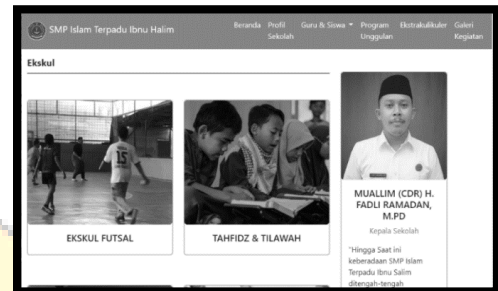 SMP Islam Terpadu Ibnu Halim
Beranda Profil Sekolah Guru & Siswa Program Unggulan Ekstrakulikuler Galeri Kegiatan
Ekskul
15
EKSKUL FUTSAL
TAHFIDZ & TILAWAH
MUALLIM (CDR) H.
FADLI RAMADAN,
M.PD
Kepala Sekolah
"Hingga Saat ini
keberadaan SMP Islam
Terpadu Ibnu Salim
ditengah-tengah